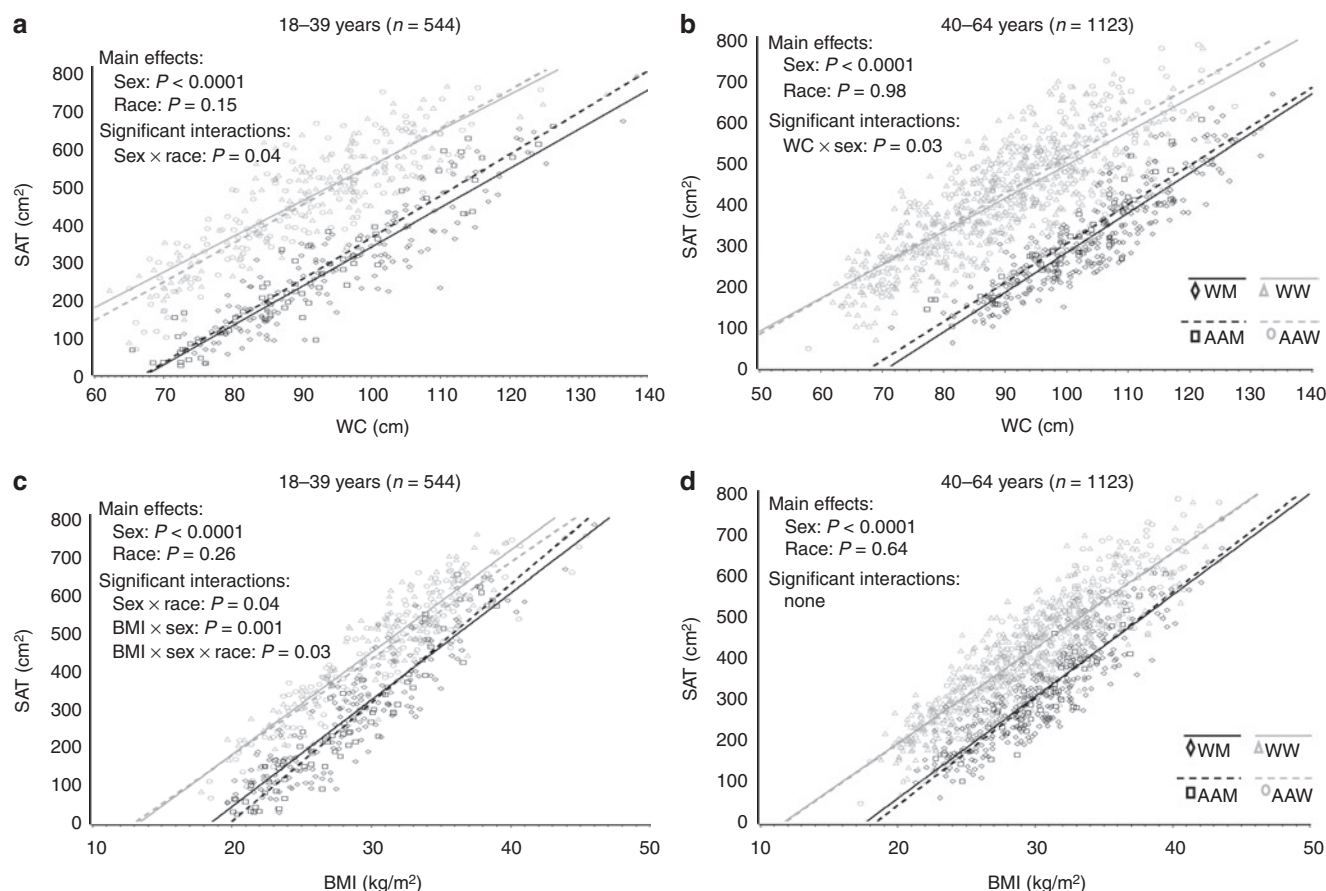 a
18–39 years (n = 544)
Main effects:
Sex: P < 0.0001
Race: P = 0.15
Significant interactions:
Sex × race: P = 0.04
SAT (cm²)
800
700
600
500
400
300
200
100
0
60 70 80 90 100 110 120 130 140
WC (cm)
b
40–64 years (n = 1123)
Main effects:
Sex: P < 0.0001
Race: P = 0.98
Significant interactions:
WC × sex: P = 0.03
SAT (cm²)
800
700
600
500
400
300
200
100
0
50 60 70 80 90 100 110 120 130 140
WC (cm)
WM WW
AAM AAW
c
18–39 years (n = 544)
Main effects:
Sex: P < 0.0001
Race: P = 0.26
Significant interactions:
Sex × race: P = 0.04
BMI × sex: P = 0.001
BMI × sex × race: P = 0.03
SAT (cm²)
800
700
600
500
400
300
200
100
0
10 20 30 40 50
BMI (kg/m²)
d
40–64 years (n = 1123)
Main effects:
Sex: P < 0.0001
Race: P = 0.64
Significant interactions:
none
SAT (cm²)
800
700
600
500
400
300
200
100
0
10 20 30 40 50
BMI (kg/m²)
WM WW
AAM AAW